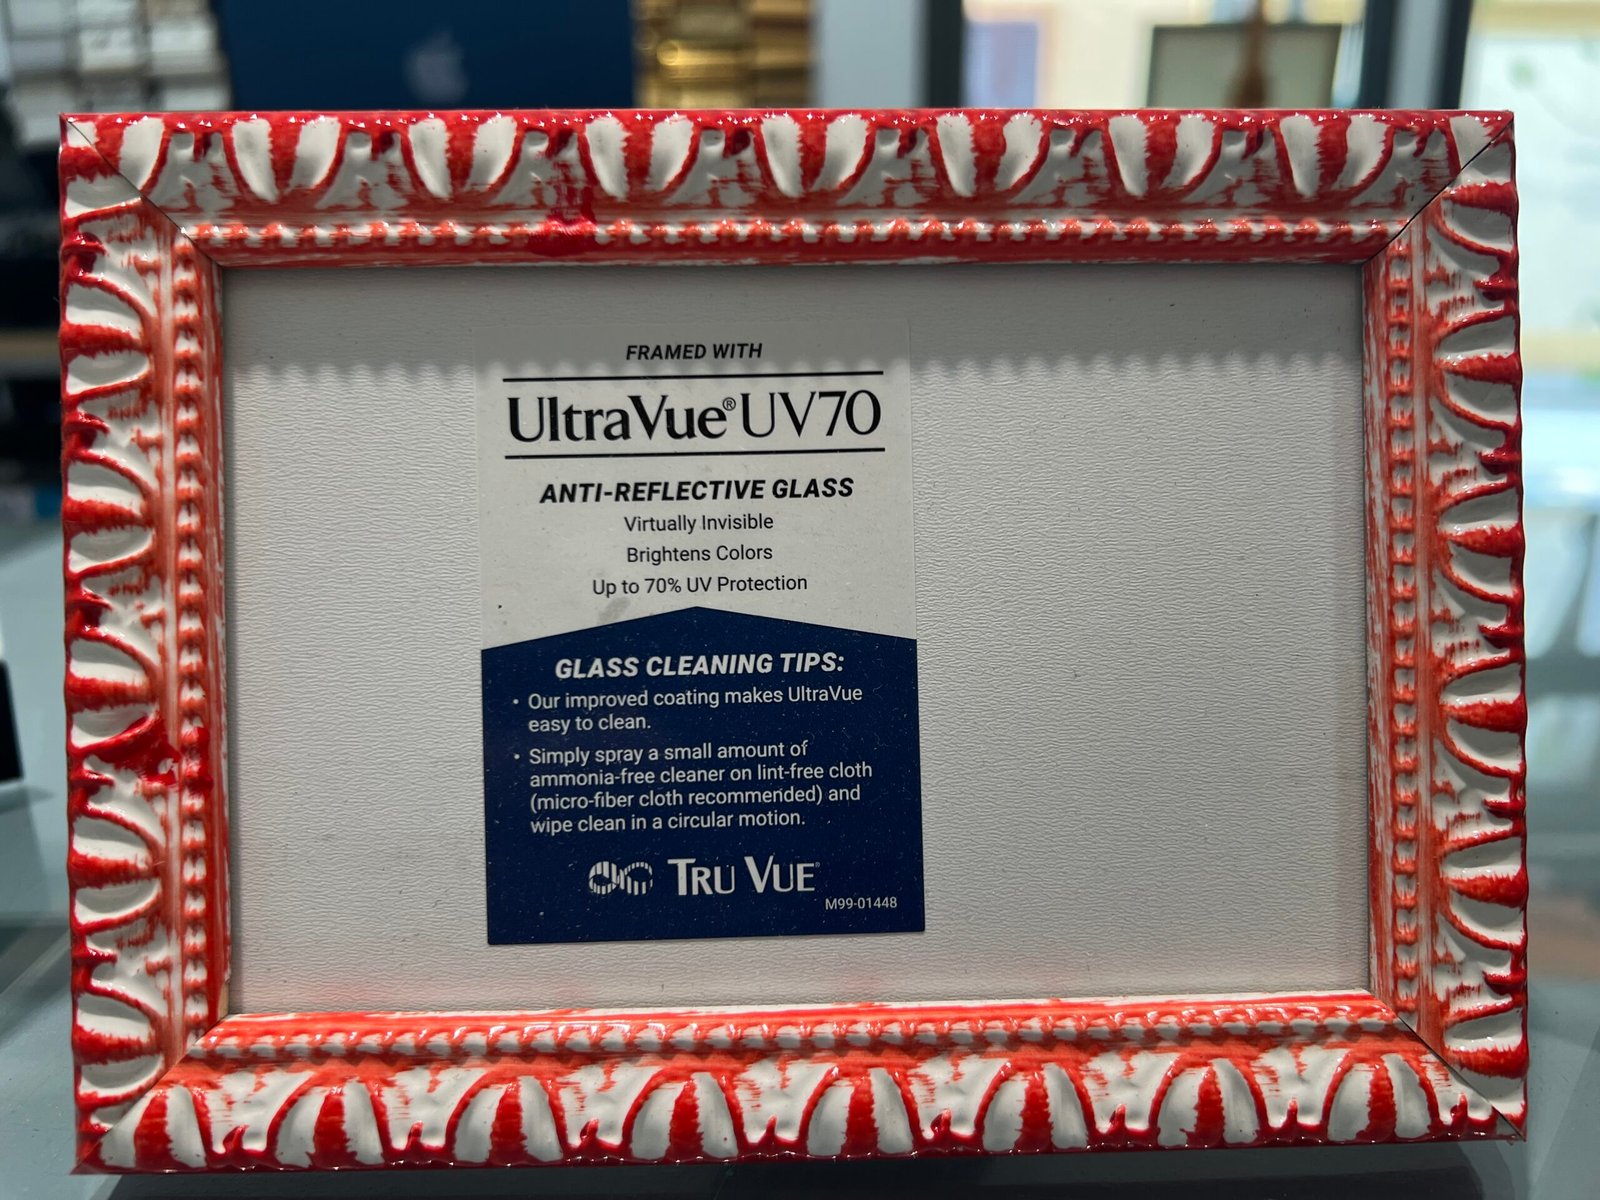 FRAMED WITH
UltraVue® UV70
ANTI-REFLECTIVE GLASS
Virtually Invisible
Brightens Colors
Up to 70% UV Protection
GLASS CLEANING TIPS:
• Our improved coating makes UltraVue
easy to clean.
• Simply spray a small amount of
ammonia-free cleaner on lint-free cloth
(micro-fiber cloth recommended) and
wipe clean in a circular motion.
TRU VUE®
M99-01448